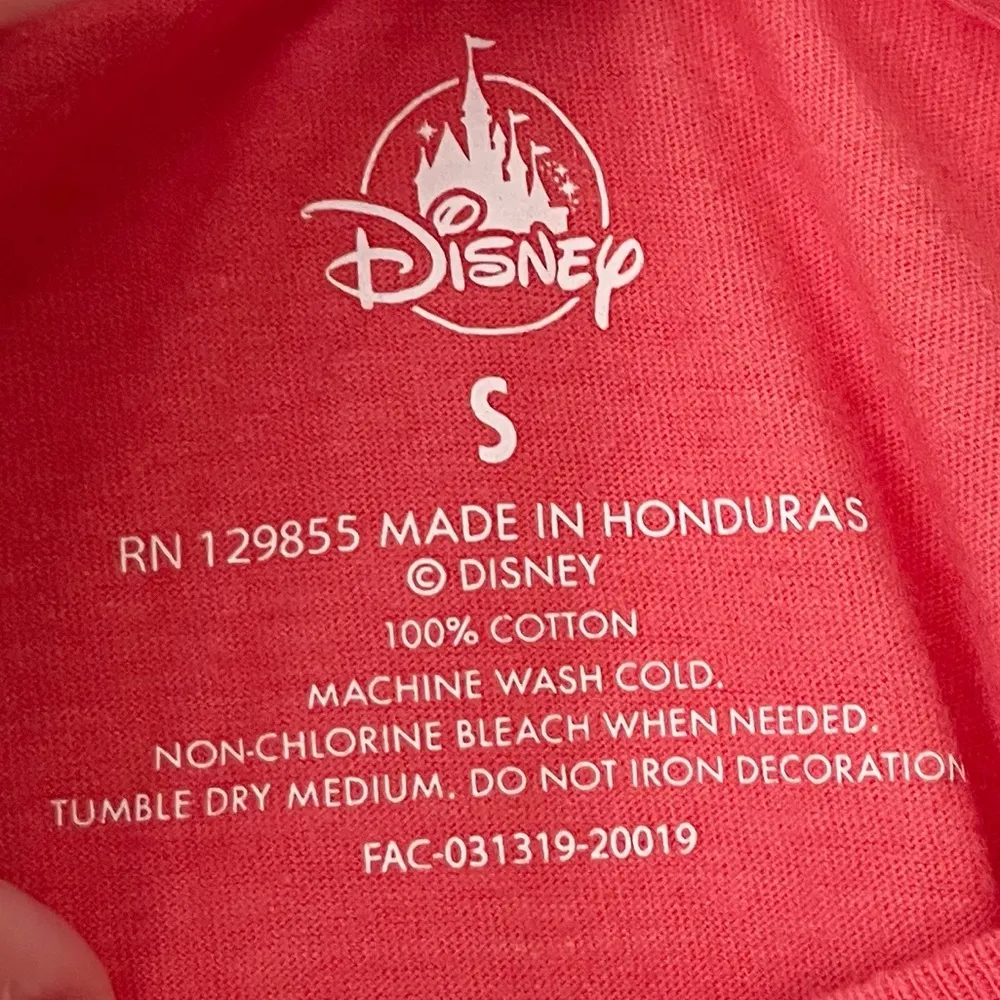 Disney
S
RN 129855 MADE IN HONDURAS
© DISNEY
100% COTTON
MACHINE WASH COLD.
NON-CHLORINE BLEACH WHEN NEEDED.
TUMBLE DRY MEDIUM. DO NOT IRON DECORATION
FAC-031319-20019